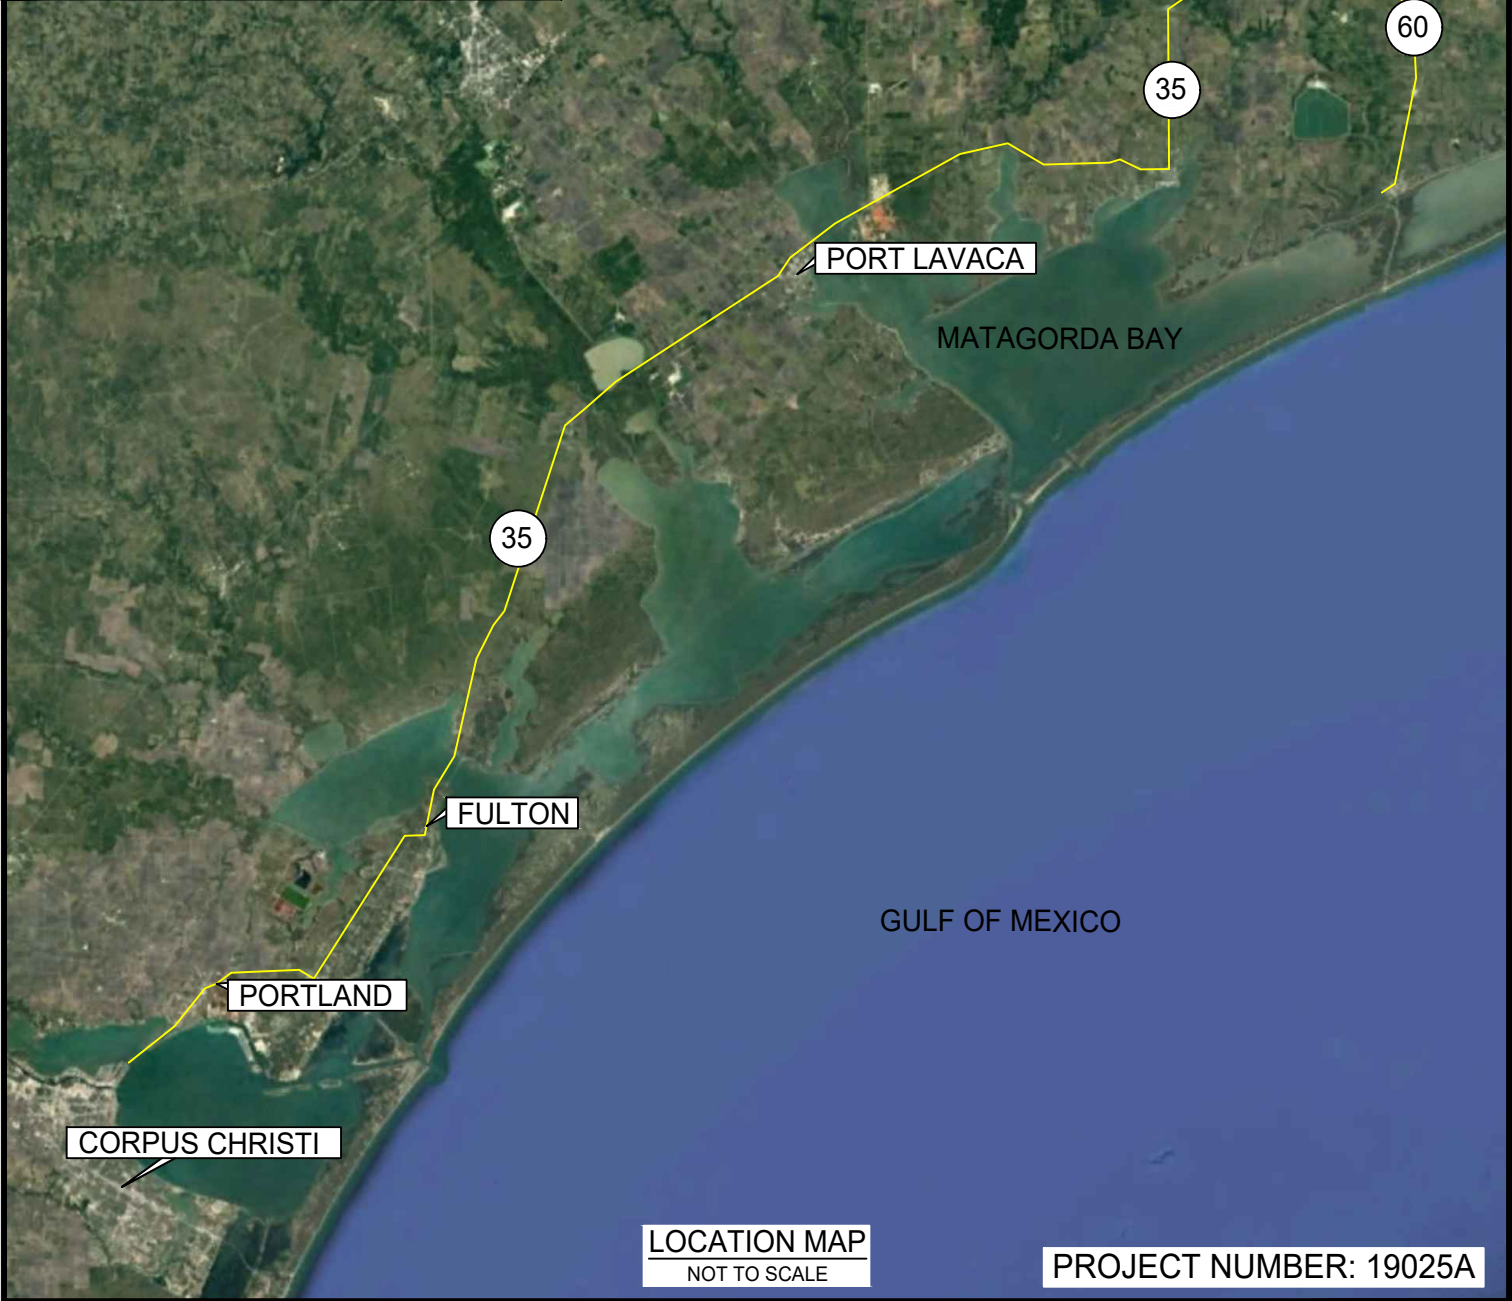 60
35
PORT LAVACA
MATAGORDA BAY
35
FULTON
GULF OF MEXICO
PORTLAND
CORPUS CHRISTI
LOCATION MAP
NOT TO SCALE
PROJECT NUMBER: 19025A